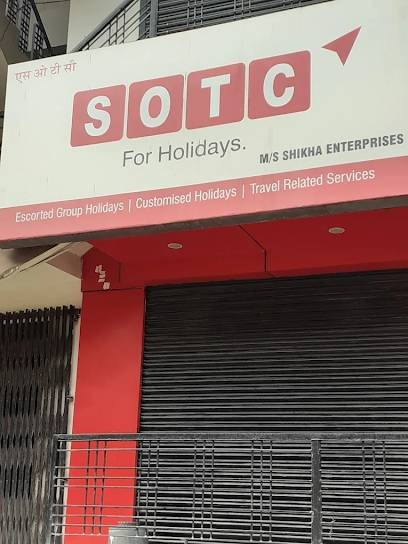 एस ओ टी सी
SOTC
For Holidays.
M/S SHIKHA ENTERPRISES
Escorted Group Holidays | Customised Holidays | Travel Related Services